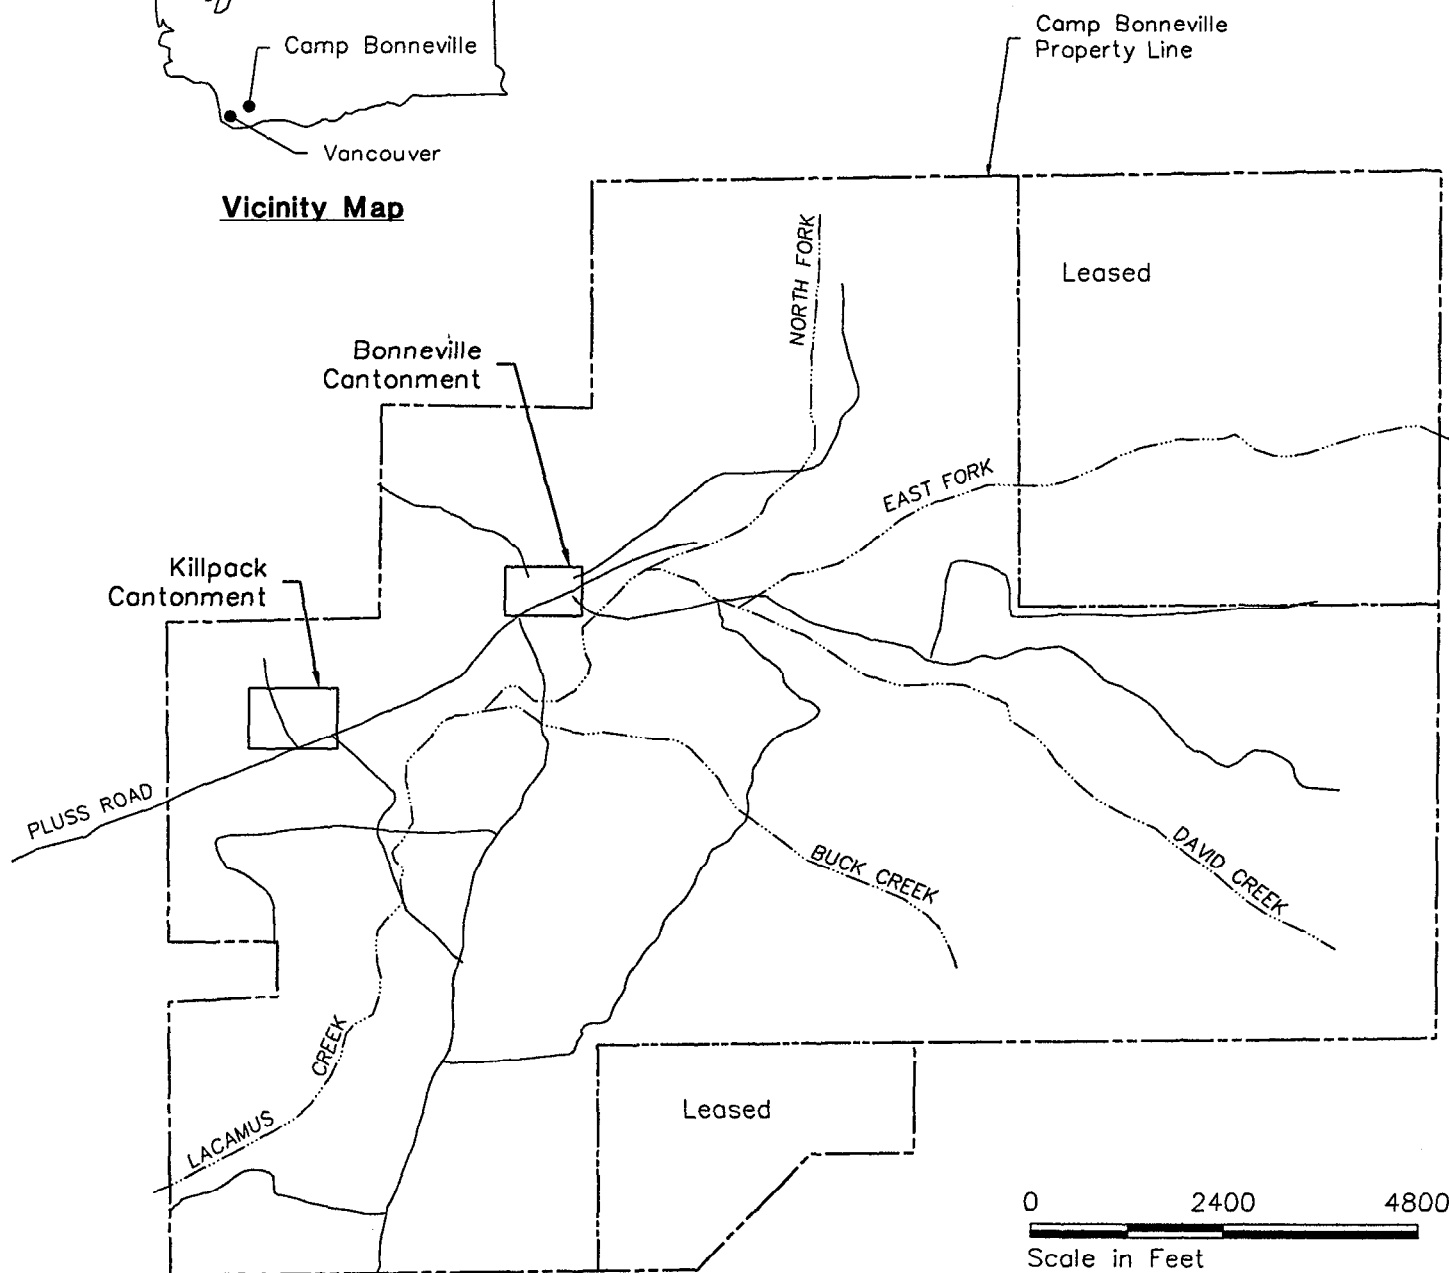 Camp Bonneville
Vancouver
Vicinity Map
Camp Bonneville
Property Line
Leased
NORTH FORK
Bonneville
Cantonment
EAST FORK
Killpack
Cantonment
PLUSS ROAD
BUCK CREEK
DAVID CREEK
LACAMUS CREEK
Leased
0 2400 4800
Scale in Feet